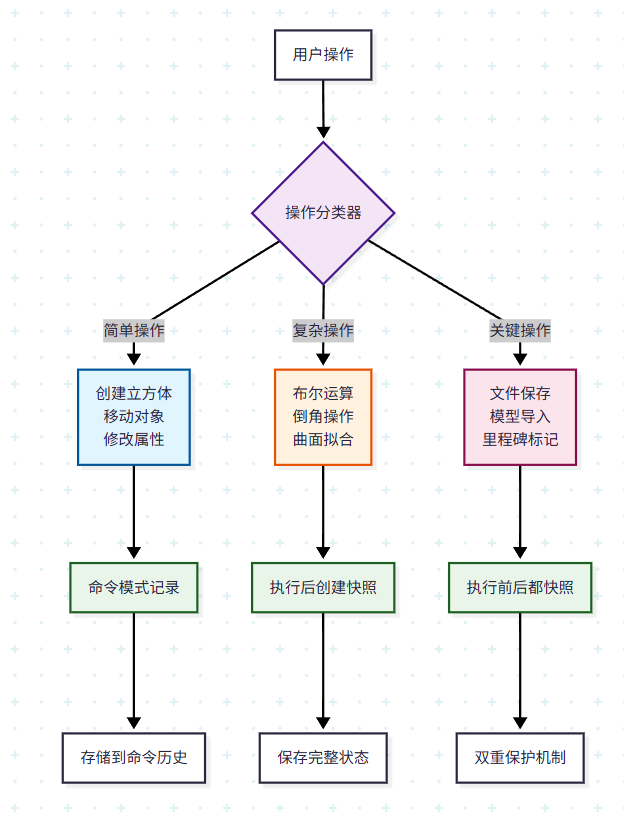 用户操作
操作分类器
简单操作
复杂操作
关键操作
创建立方体
移动对象
修改属性
布尔运算
倒角操作
曲面拟合
文件保存
模型导入
里程碑标记
命令模式记录
执行后创建快照
执行前后都快照
存储到命令历史
保存完整状态
双重保护机制